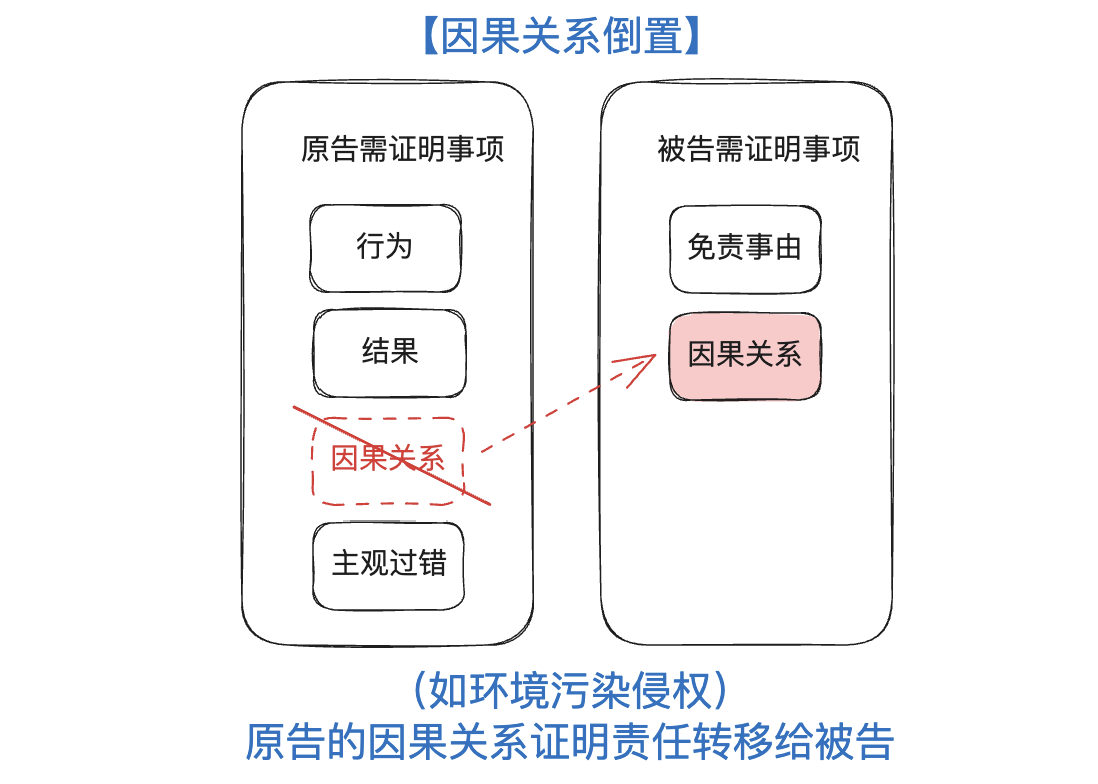 【因果关系倒置】
原告需证明事项
行为
结果
因果关系
主观过错
被告需证明事项
免责事由
因果关系
（如环境污染侵权）
原告的因果关系证明责任转移给被告